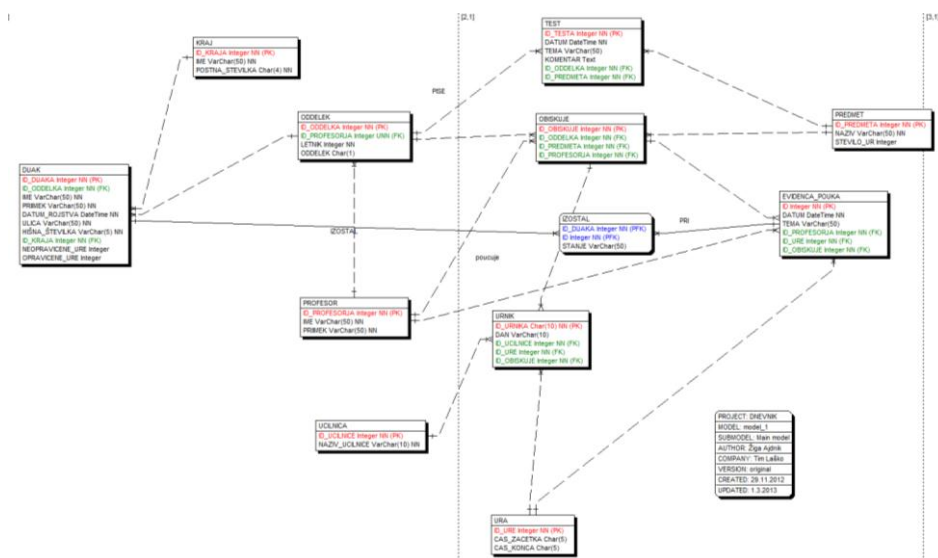 [2,1]
[3,1]
KRAJ
ID_KRAJA Integer NN (PK)
IME VarChar(50) NN
POSTNA_STEVILKA Char(4) NN
TEST
ID_TESTA Integer NN (PK)
DATUM DateTime NN
TEMA VarChar(50)
KOMENTAR Text
ID_ODDELKA Integer NN (FK)
ID_PREDMETA Integer NN (FK)
PISE
ODDELEK
ID_ODDELKA Integer NN (PK)
ID_PROFESORJA Integer UNN (FK)
LETNIK Integer NN
ODDELEK Char(1)
OBISKUJE
ID_OBISKUJE Integer NN (PK)
ID_ODDELKA Integer NN (FK)
ID_PREDMETA Integer NN (FK)
ID_PROFESORJA Integer NN (FK)
PREDMET
ID_PREDMETA Integer NN (PK)
NAZIV VarChar(50) NN
STEVILO_UR Integer
DIJAK
ID_DIJAKA Integer NN (PK)
ID_ODDELKA Integer NN (FK)
IME VarChar(50) NN
PRIMEK VarChar(50) NN
DATUM_ROJSTVA DateTime NN
ULICA VarChar(50) NN
HIŠNA_ŠTEVILKA VarChar(5) NN
ID_KRAJA Integer NN (FK)
NEOPRAVICENE_URE Integer
OPRAVICENE_URE Integer
IZOSTAL
IZOSTAL
ID_DIJAKA Integer NN (PFK)
ID Integer NN (PFK)
STANJE VarChar(50)
PRI
EVIDENCA_POUKA
ID Integer NN (PK)
DATUM DateTime NN
TEMA VarChar(50)
ID_PROFESORJA Integer NN (FK)
ID_URE Integer NN (FK)
ID_OBISKUJE Integer NN (FK)
poucuje
PROFESOR
ID_PROFESORJA Integer NN (PK)
IME VarChar(50) NN
PRIMEK VarChar(50) NN
URNIK
ID_URNIKA Char(10) NN (PK)
DAN VarChar(10)
ID_UCILNICE Integer NN (FK)
ID_URE Integer NN (FK)
ID_OBISKUJE Integer NN (FK)
UCILNICA
ID_UCILNICE Integer NN (PK)
NAZIV_UCILNICE VarChar(10) NN
PROJECT: DNEVNIK
MODEL: model_1
SUBMODEL: Main model
AUTHOR: Žiga Ajdnik
COMPANY: Tim Laško
VERSION: original
CREATED: 29.11.2012
UPDATED: 1.3.2013
URA
ID_URE Integer NN (PK)
CAS_ZACETKA Char(5)
CAS_KONCA Char(5)